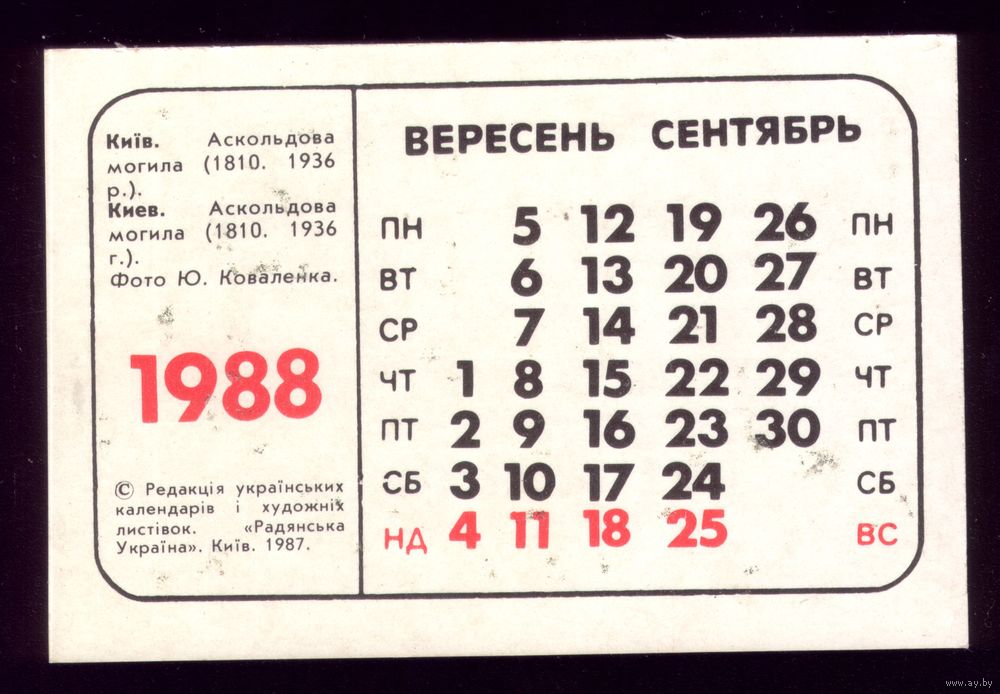 Київ. Аскольдова
могила (1810. 1936
р.).
Киев. Аскольдова
могила (1810. 1936
г.).
Фото Ю. Коваленка.
1988
© Редакція українських
календарів і художніх
листівок. «Радянська
Україна». Київ. 1987.
ВЕРЕСЕНЬ СЕНТЯБРЬ
ПН 5 12 19 26 ПН
ВТ 6 13 20 27 ВТ
СР 7 14 21 28 СР
ЧТ 1 8 15 22 29 ЧТ
ПТ 2 9 16 23 30 ПТ
СБ 3 10 17 24 СБ
НД 4 11 18 25 ВС
www.ay.by